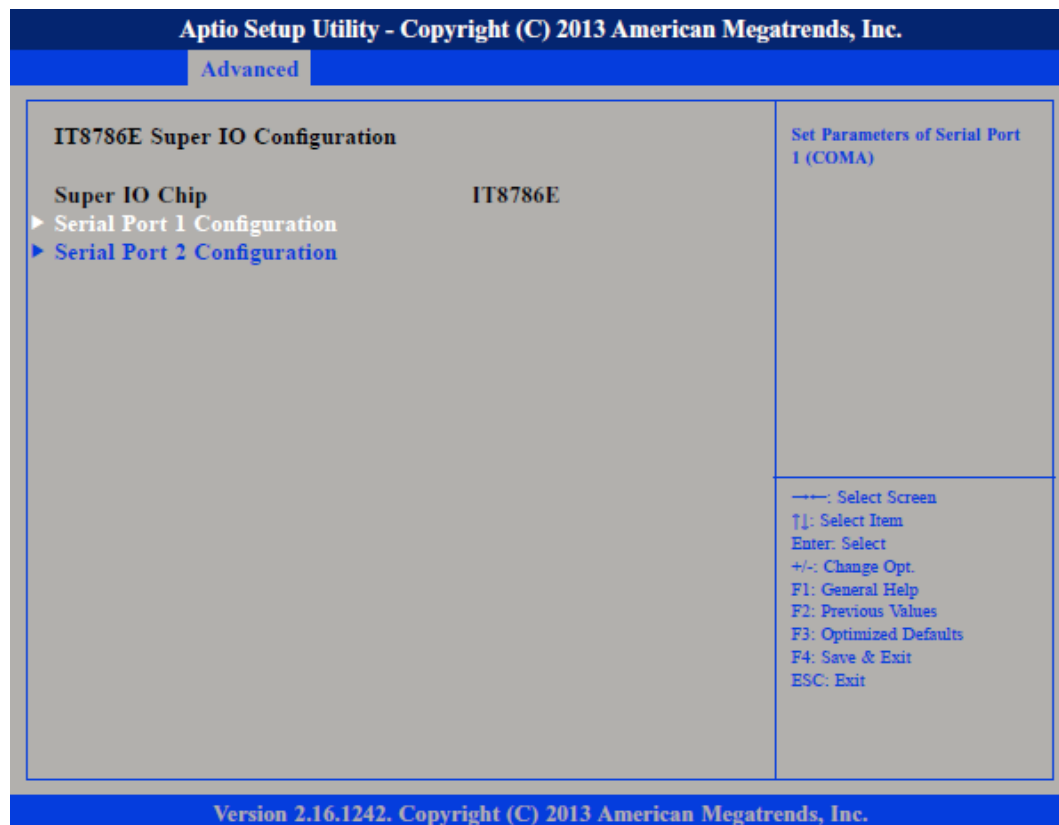 Aptio Setup Utility - Copyright (C) 2013 American Megatrends, Inc.
Advanced
IT8786E Super IO Configuration
Super IO Chip IT8786E
► Serial Port 1 Configuration
► Serial Port 2 Configuration
Set Parameters of Serial Port
1 (COMA)
→←: Select Screen
↑↓: Select Item
Enter: Select
+/-: Change Opt.
F1: General Help
F2: Previous Values
F3: Optimized Defaults
F4: Save & Exit
ESC: Exit
Version 2.16.1242. Copyright (C) 2013 American Megatrends, Inc.